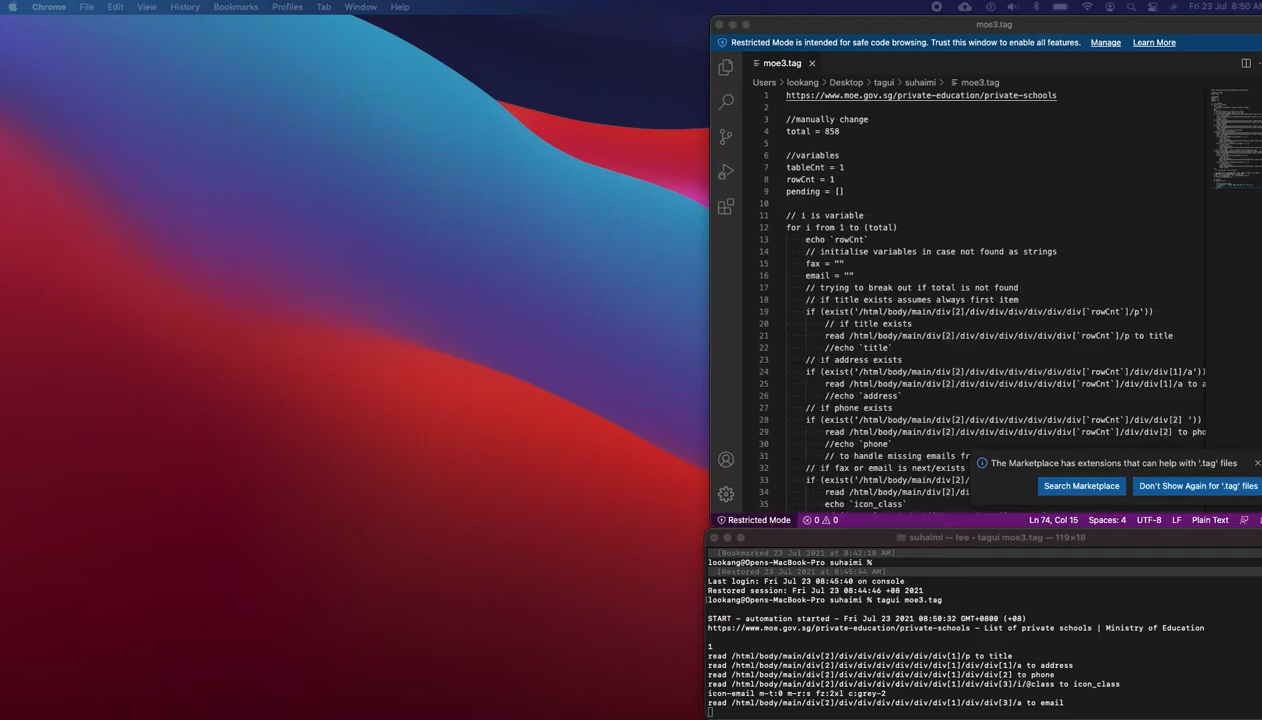 Chrome File Edit View History Bookmarks Profiles Tab Window Help Fri 23 Jul 8:50 AM
moe3.tag
Restricted Mode is intended for safe code browsing. Trust this window to enable all features. Manage Learn More
moe3.tag
Users > lookang > Desktop > tagui > suhaimi > moe3.tag
1 https://www.moe.gov.sg/private-education/private-schools
2
3 //manually change
4 total = 858
5
6 //variables
7 tableCnt = 1
8 rowCnt = 1
9 pending = []
10
11 // i is variable
12 for i from 1 to (total)
13 echo `rowCnt`
14 // initialise variables in case not found as strings
15 fax = ""
16 email = ""
17 // trying to break out if total is not found
18 // if title exists assumes always first item
19 if (exist('/html/body/main/div[2]/div/div/div/div/div/div[`rowCnt`]/p'))
20 // if title exists
21 read /html/body/main/div[2]/div/div/div/div/div/div[`rowCnt`]/p to title
22 //echo `title`
23 // if address exists
24 if (exist('/html/body/main/div[2]/div/div/div/div/div/div[`rowCnt`]/div/div[1]/a'))
25 read /html/body/main/div[2]/div/div/div/div/div/div[`rowCnt`]/div/div[1]/a to a
26 //echo `address`
27 // if phone exists
28 if (exist('/html/body/main/div[2]/div/div/div/div/div/div[`rowCnt`]/div/div[2] '))
29 read /html/body/main/div[2]/div/div/div/div/div/div[`rowCnt`]/div/div[2] to pho
30 //echo `phone`
31 // to handle missing emails fr
32 // if fax or email is next/exists
33 if (exist('/html/body/main/div[2]/d
34 read /html/body/main/div[2]/di
35 echo `icon_class`
The Marketplace has extensions that can help with '.tag' files
Search Marketplace Don't Show Again for '.tag' files
Restricted Mode 0 0 Ln 74, Col 15 Spaces: 4 UTF-8 LF Plain Text
suhaimi — tee - tagui moe3.tag — 119×18
[Bookmarked 23 Jul 2021 at 8:42:18 AM]
lookang@Opens-MacBook-Pro suhaimi %
[Restored 23 Jul 2021 at 8:45:44 AM]
Last login: Fri Jul 23 08:45:40 on console
Restored session: Fri Jul 23 08:44:46 +08 2021
lookang@Opens-MacBook-Pro suhaimi % tagui moe3.tag
START - automation started - Fri Jul 23 2021 08:50:32 GMT+0800 (+08)
https://www.moe.gov.sg/private-education/private-schools - List of private schools | Ministry of Education
1
read /html/body/main/div[2]/div/div/div/div/div/div[1]/p to title
read /html/body/main/div[2]/div/div/div/div/div/div[1]/div/div[1]/a to address
read /html/body/main/div[2]/div/div/div/div/div/div[1]/div/div[2] to phone
read /html/body/main/div[2]/div/div/div/div/div/div[1]/div/div[3]/i/@class to icon_class
icon-email m-t:0 m-r:s fz:2xl c:grey-2
read /html/body/main/div[2]/div/div/div/div/div/div[1]/div/div[3]/a to email